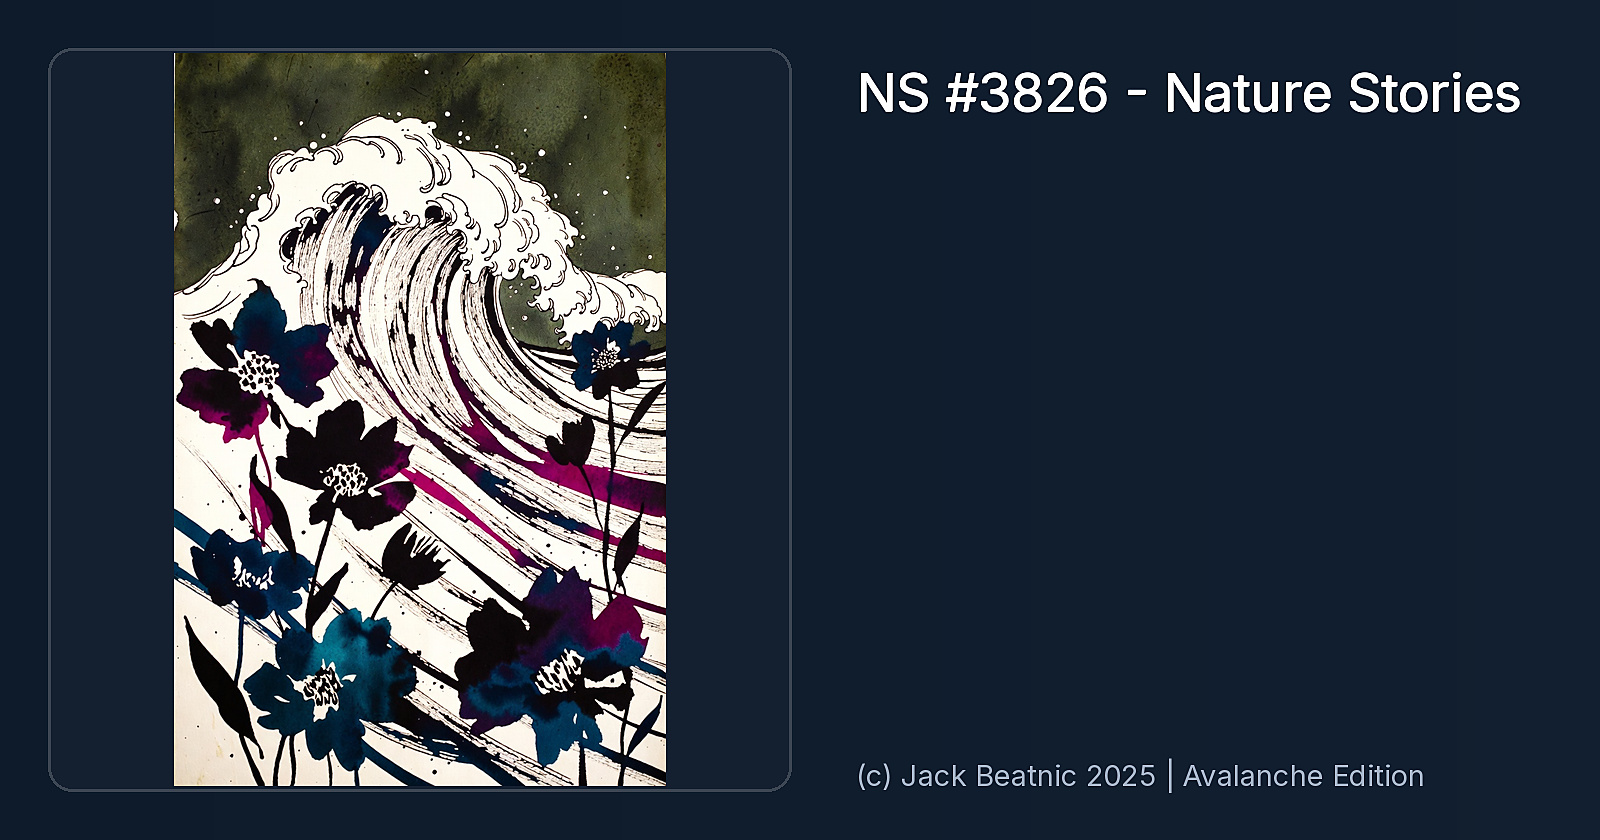 NS #3826 - Nature Stories
(c) Jack Beatnic 2025 | Avalanche Edition